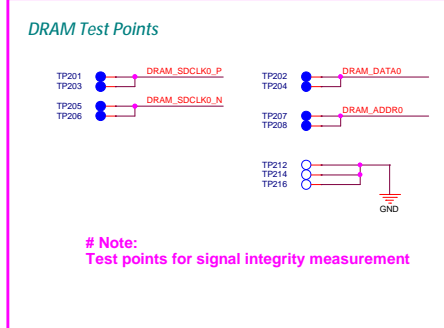 DRAM Test Points
TP201 DRAM_SDCLK0_P
TP203
TP205 DRAM_SDCLK0_N
TP206
TP202 DRAM_DATA0
TP204
TP207 DRAM_ADDR0
TP208
TP212
TP214
TP216
GND
# Note:
Test points for signal integrity measurement